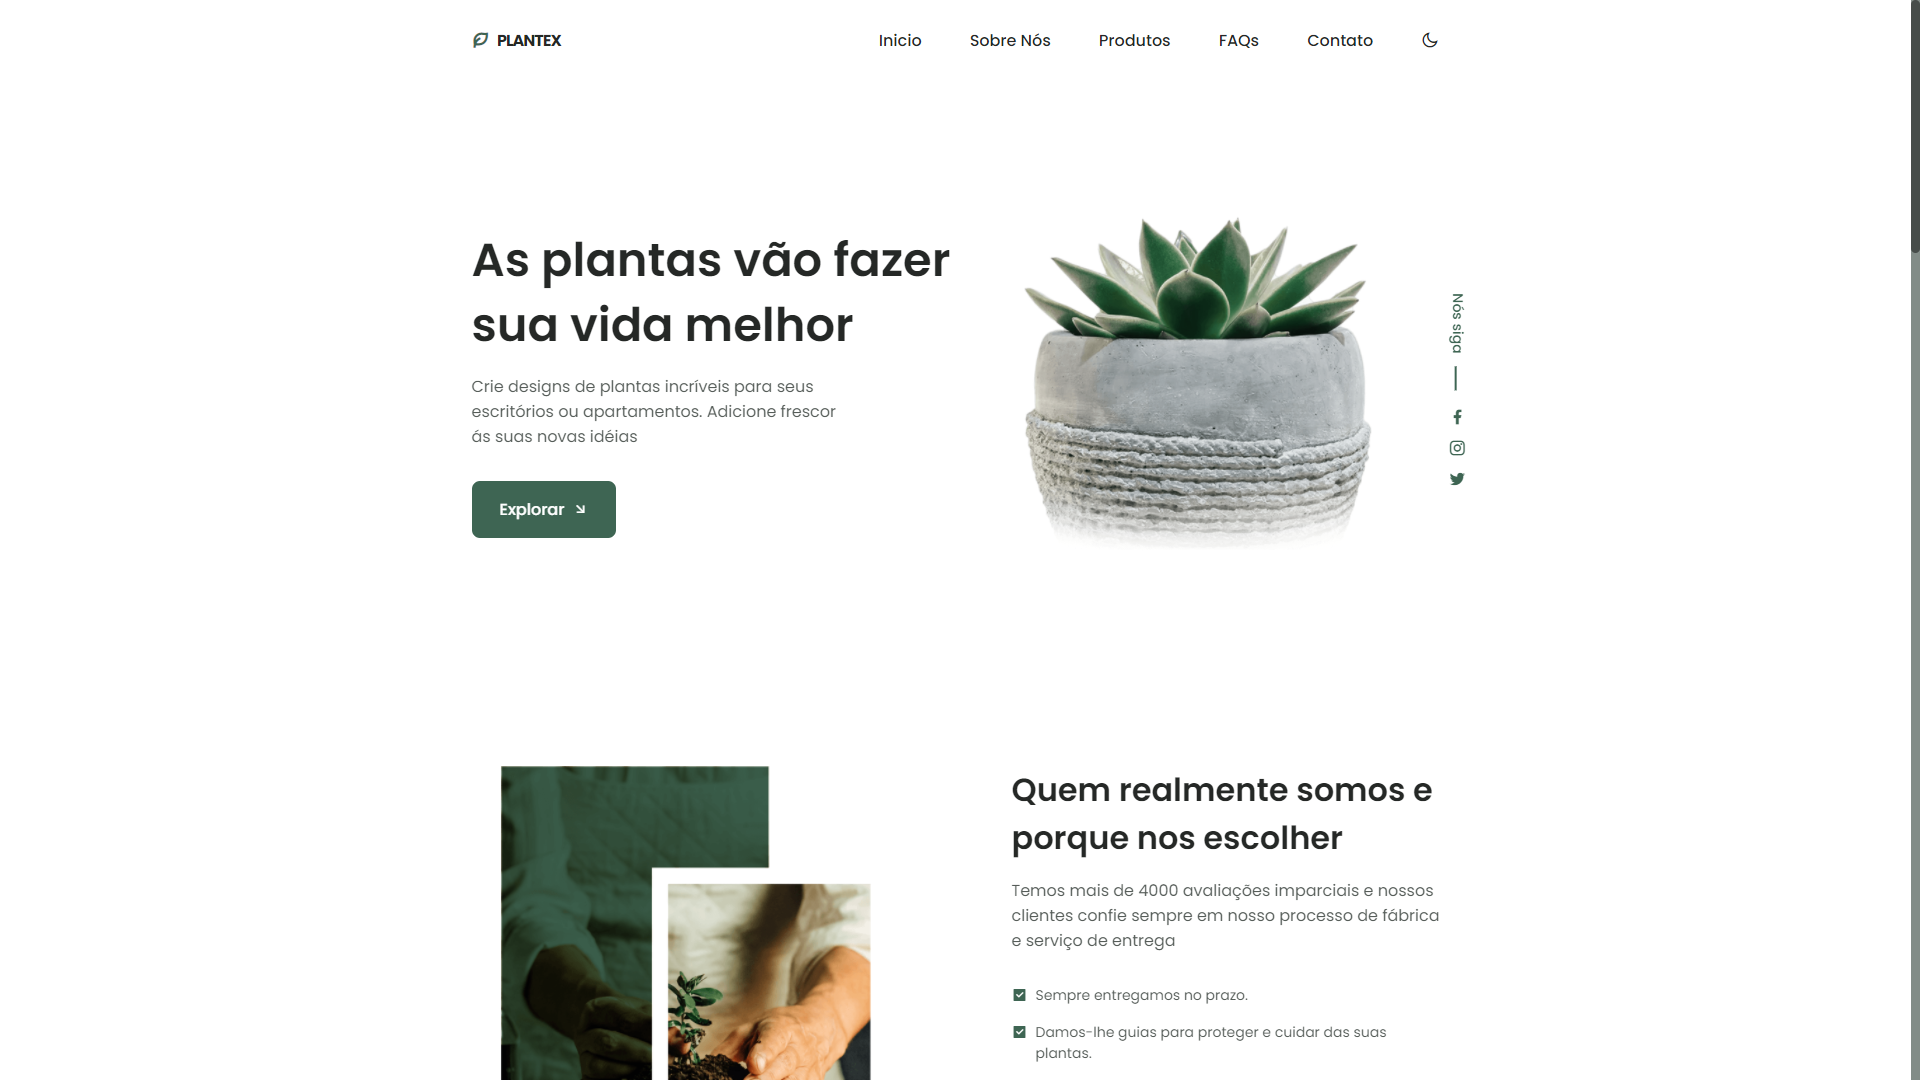 PLANTEX
Inicio
Sobre Nós
Produtos
FAQs
Contato
As plantas vão fazer
sua vida melhor
Crie designs de plantas incríveis para seus
escritórios ou apartamentos. Adicione frescor
ás suas novas idéias
Explorar
Nós siga
Quem realmente somos e
porque nos escolher
Temos mais de 4000 avaliações imparciais e nossos
clientes confie sempre em nosso processo de fábrica
e serviço de entrega
Sempre entregamos no prazo.
Damos-lhe guias para proteger e cuidar das suas
plantas.